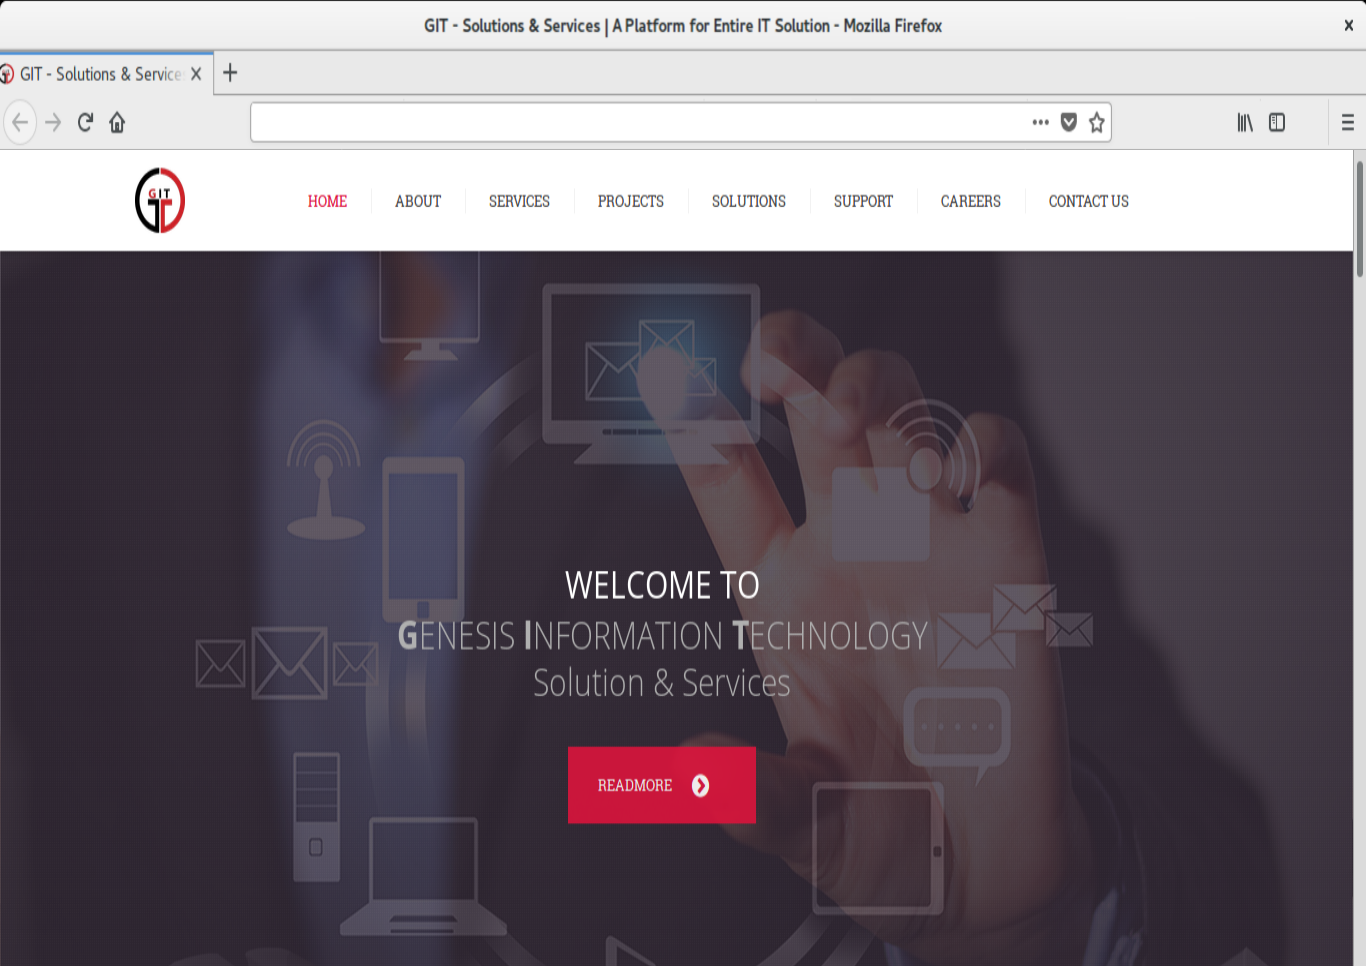 GIT - Solutions & Services | A Platform for Entire IT Solution - Mozilla Firefox
GIT - Solutions & Service
GIT
HOME ABOUT SERVICES PROJECTS SOLUTIONS SUPPORT CAREERS CONTACT US
WELCOME TO
GENESIS INFORMATION TECHNOLOGY
Solution & Services
READMORE